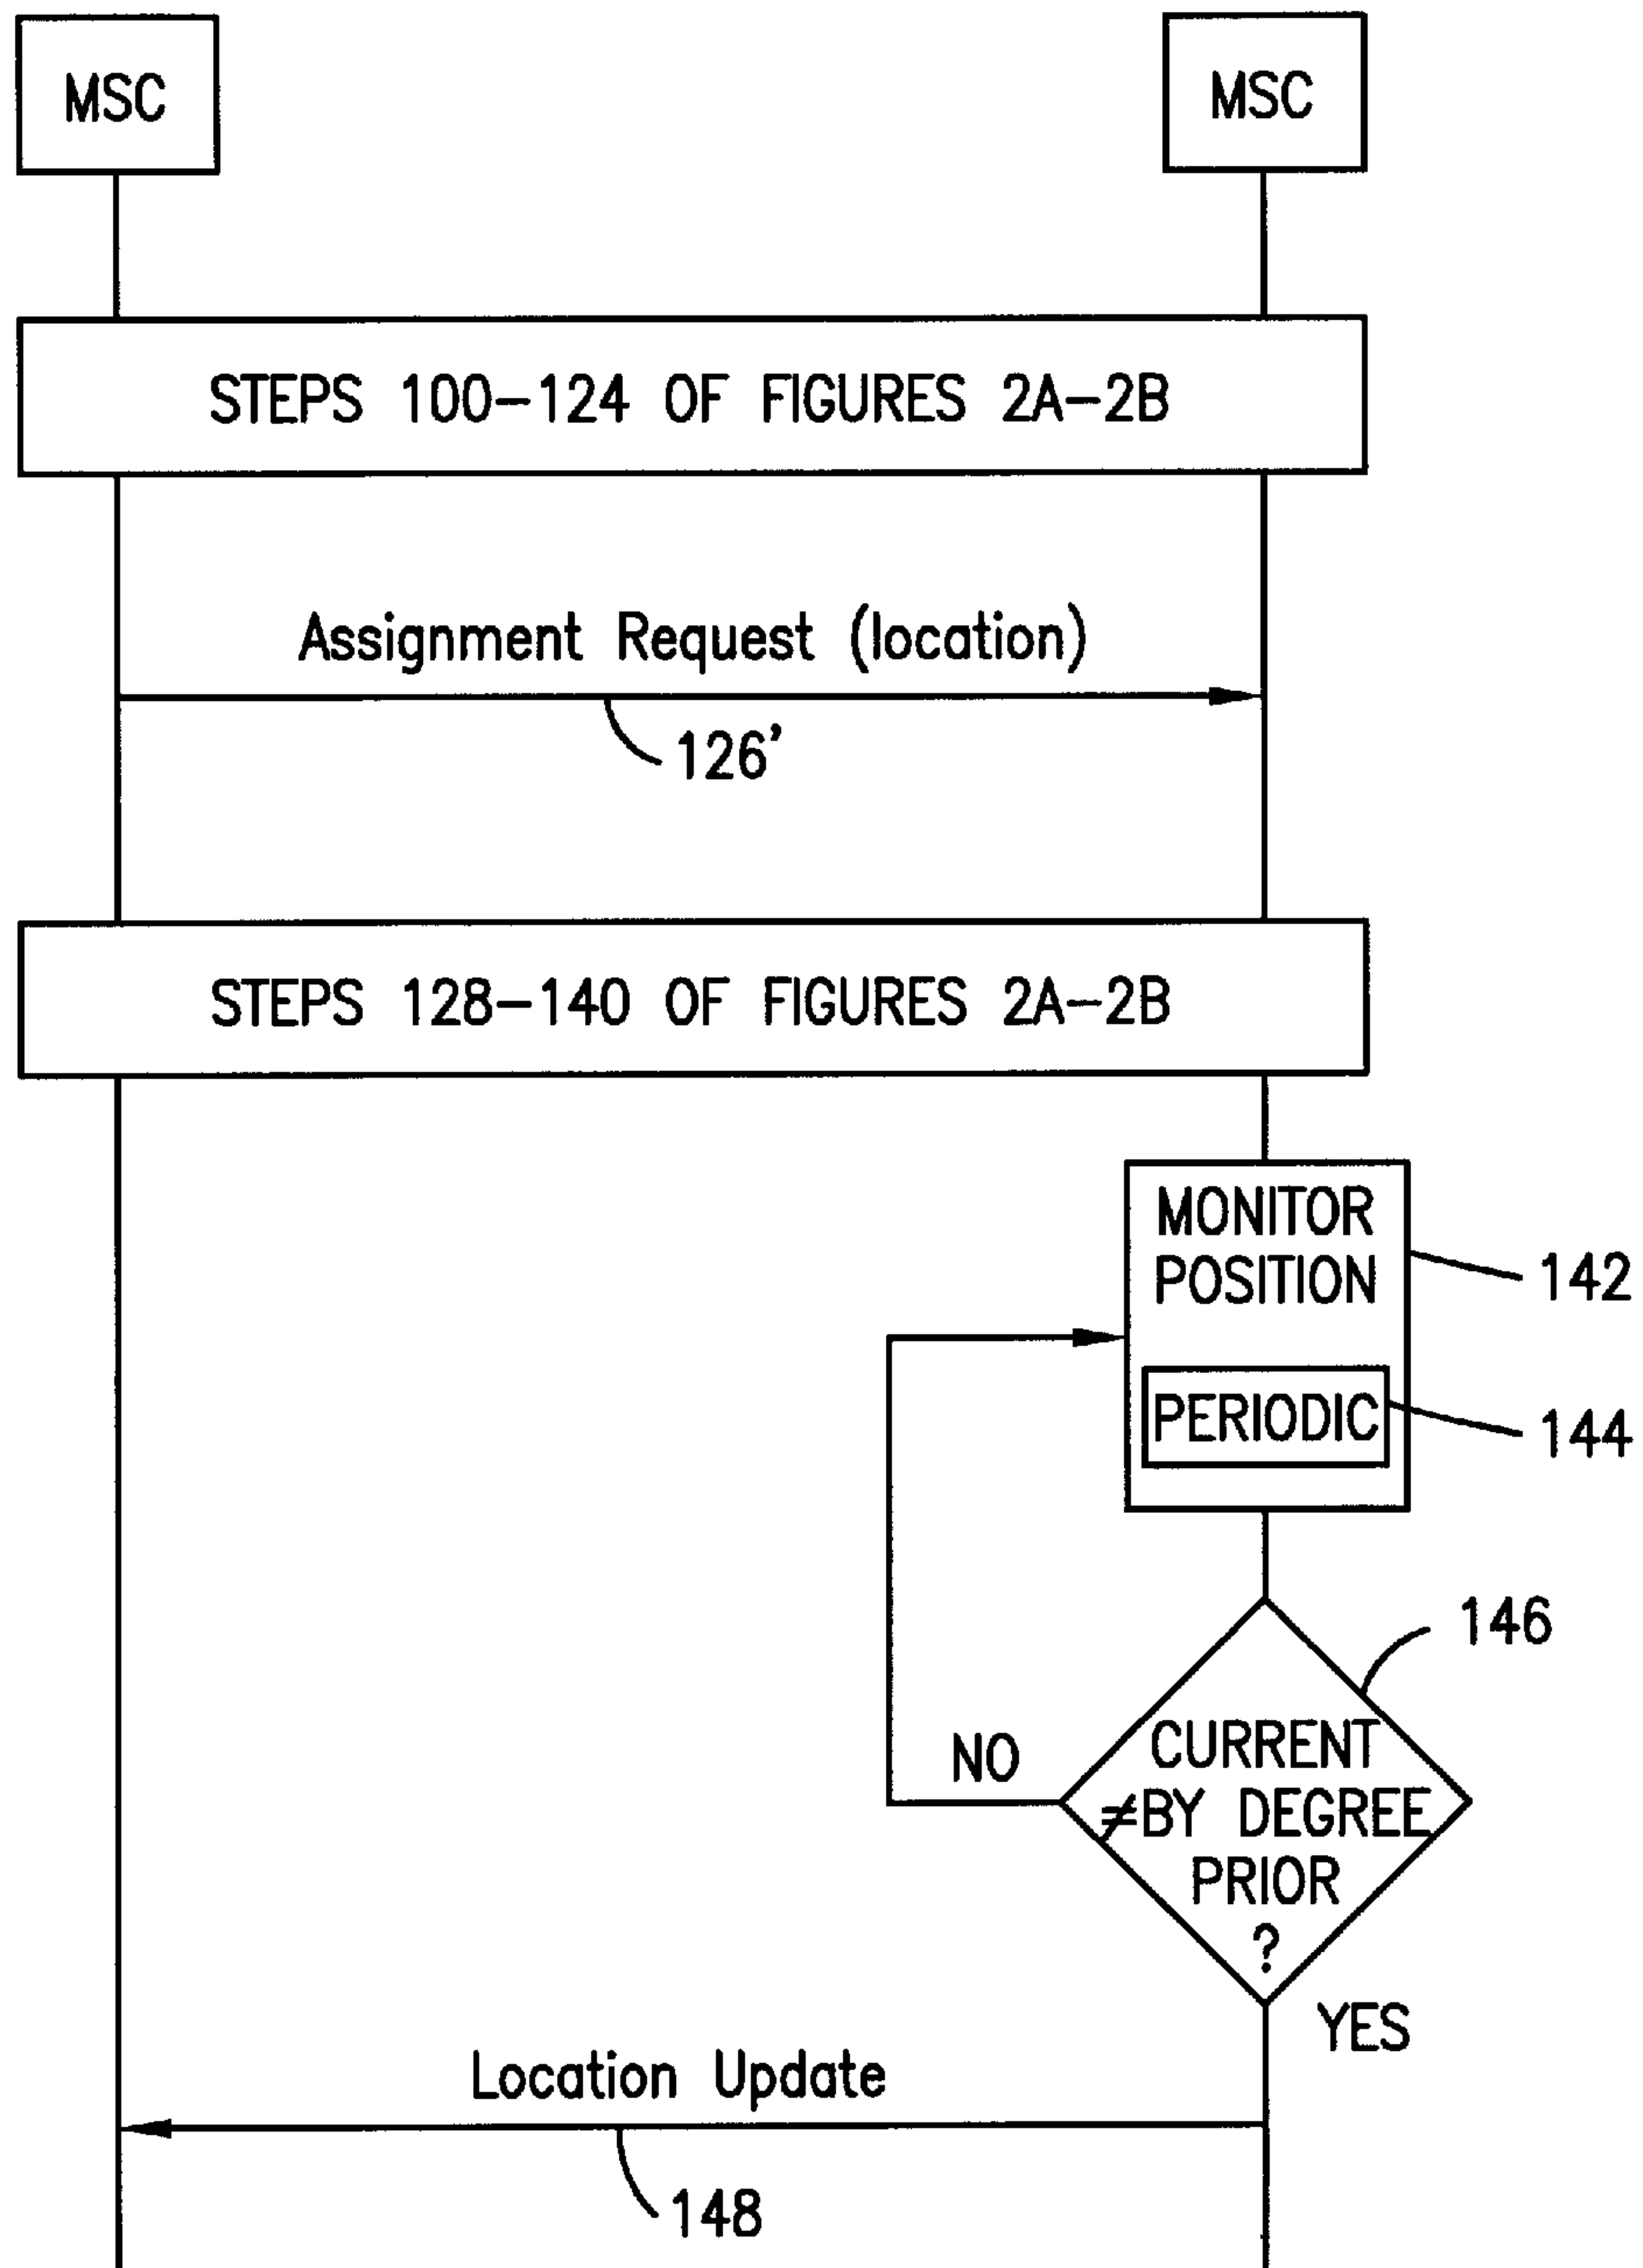 MSC
MSC
STEPS 100-124 OF FIGURES 2A-2B
Assignment Request (location)
126'
STEPS 128-140 OF FIGURES 2A-2B
MONITOR
POSITION
142
PERIODIC
144
146
CURRENT
≠BY DEGREE
PRIOR
?
NO
YES
Location Update
148